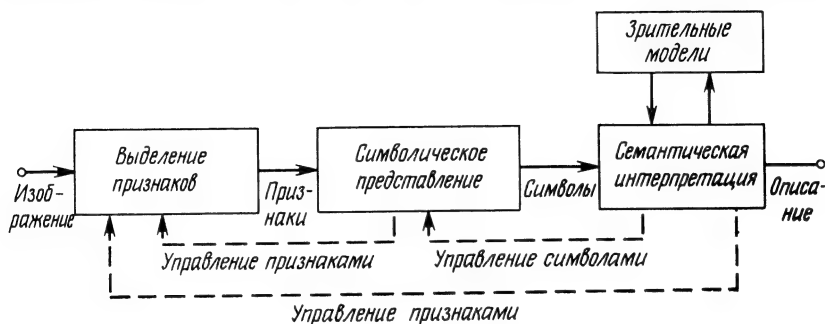 Зрительные
модели
Выделение
признаков
Символическое
представление
Семантическая
интерпретация
Изоб-
ражение
Приз-
наки
Символы
Описа-
ние
Управление признаками
Управление символами
Управление признаками